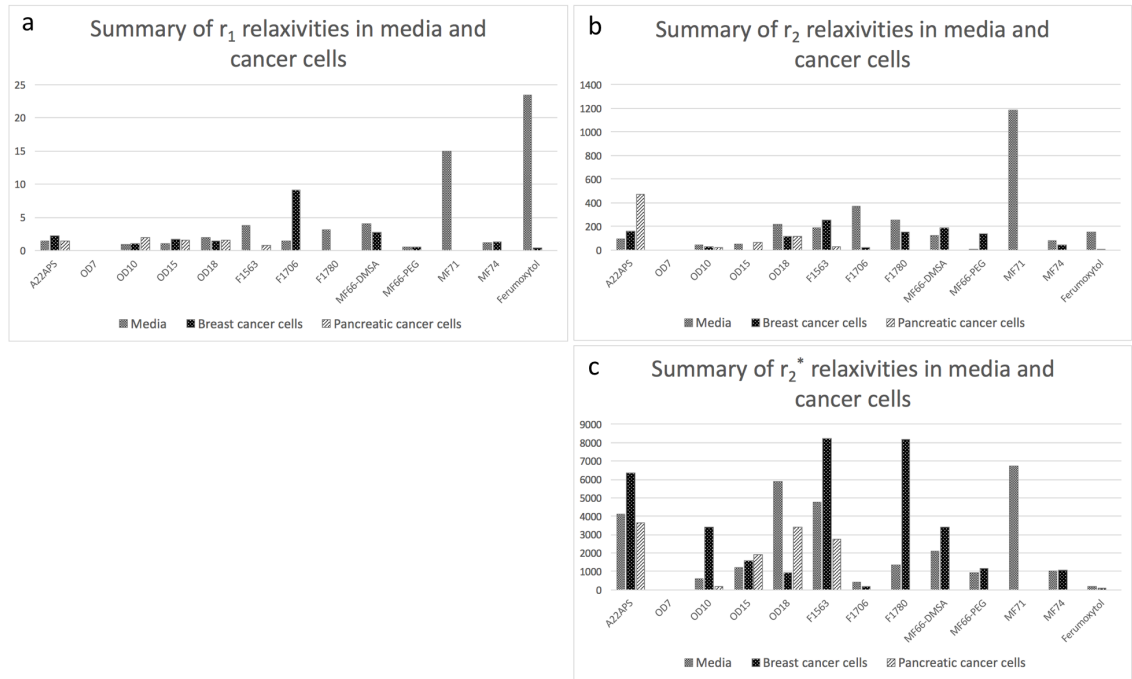 a
Summary of r₁ relaxivities in media and
cancer cells
25
20
15
10
5
0
A22APS
OD7
OD10
OD15
OD18
F1563
F1706
F1780
MF66-DMSA
MF66-PEG
MF71
MF74
Ferumoxytol
Media Breast cancer cells Pancreatic cancer cells
b
Summary of r₂ relaxivities in media and
cancer cells
1400
1200
1000
800
600
400
200
0
A22APS
OD7
OD10
OD15
OD18
F1563
F1706
F1780
MF66-DMSA
MF66-PEG
MF71
MF74
Ferumoxytol
Media Breast cancer cells Pancreatic cancer cells
c
Summary of r₂* relaxivities in media and
cancer cells
9000
8000
7000
6000
5000
4000
3000
2000
1000
0
A22APS
OD7
OD10
OD15
OD18
F1563
F1706
F1780
MF66-DMSA
MF66-PEG
MF71
MF74
Ferumoxytol
Media Breast cancer cells Pancreatic cancer cells